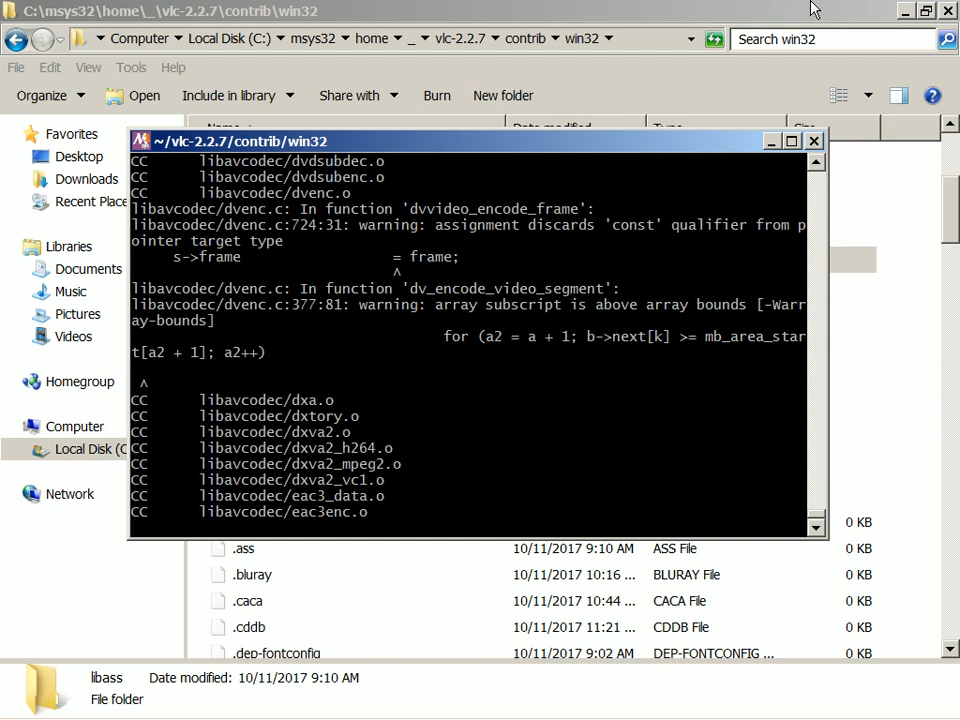 C:\msys32\home\_\vlc-2.2.7\contrib\win32
Computer Local Disk (C:) msys32 home _ vlc-2.2.7 contrib win32
Search win32
File Edit View Tools Help
Organize Open Include in library Share with Burn New folder
Favorites
Desktop
Downloads
Recent Place
Libraries
Documents
Music
Pictures
Videos
Homegroup
Computer
Local Disk (C
Network
Name Date modified Type Size
~/vlc-2.2.7/contrib/win32
CC libavcodec/dvdsubdec.o
CC libavcodec/dvdsubenc.o
CC libavcodec/dvenc.o
libavcodec/dvenc.c: In function 'dvvideo_encode_frame':
libavcodec/dvenc.c:724:31: warning: assignment discards 'const' qualifier from p
ointer target type
s->frame = frame;
^
libavcodec/dvenc.c: In function 'dv_encode_video_segment':
libavcodec/dvenc.c:377:81: warning: array subscript is above array bounds [-Warr
ay-bounds]
for (a2 = a + 1; b->next[k] >= mb_area_star
t[a2 + 1]; a2++)
^
CC libavcodec/dxa.o
CC libavcodec/dxtory.o
CC libavcodec/dxva2.o
CC libavcodec/dxva2_h264.o
CC libavcodec/dxva2_mpeg2.o
CC libavcodec/dxva2_vc1.o
CC libavcodec/eac3_data.o
CC libavcodec/eac3enc.o
0 KB
.ass 10/11/2017 9:10 AM ASS File 0 KB
.bluray 10/11/2017 10:16 ... BLURAY File 0 KB
.caca 10/11/2017 10:44 ... CACA File 0 KB
.cddb 10/11/2017 11:21 ... CDDB File 0 KB
.dep-fontconfig 10/11/2017 9:02 AM DEP-FONTCONFIG ... 0 KB
libass Date modified: 10/11/2017 9:10 AM
File folder